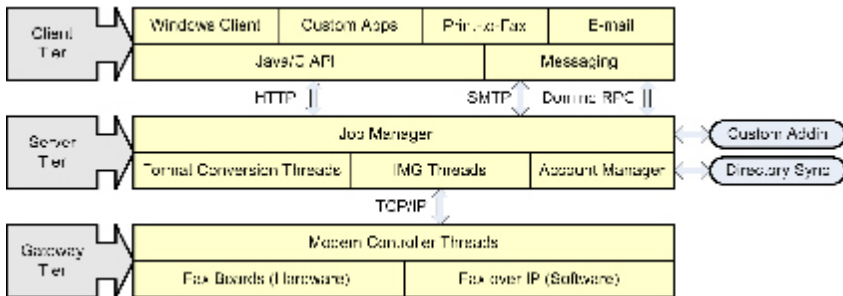 Client
Tier
Windows Client
Custom Apps
Print-to-Fax
E-mail
Java/C API
Messaging
HTTP
SMTP
Domino RPC
Server
Tier
Job Manager
Custom Addin
Format Conversion Threads
IMG Threads
Account Manager
Directory Sync
TCP/IP
Gateway
Tier
Modem Controller Threads
Fax Boards (Hardware)
Fax over IP (Software)